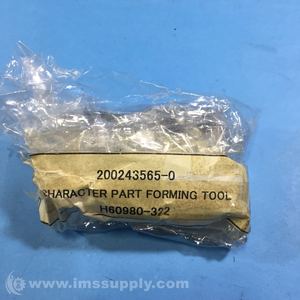 200243565-0
CHARACTER PART FORMING TOOL
H60980-322
© www.imssupply.com